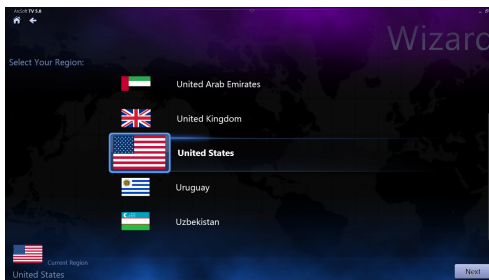 ArcSoft TV 5.0
Wizard
Select Your Region:
United Arab Emirates
United Kingdom
United States
Uruguay
Uzbekistan
Current Region
United States
Next